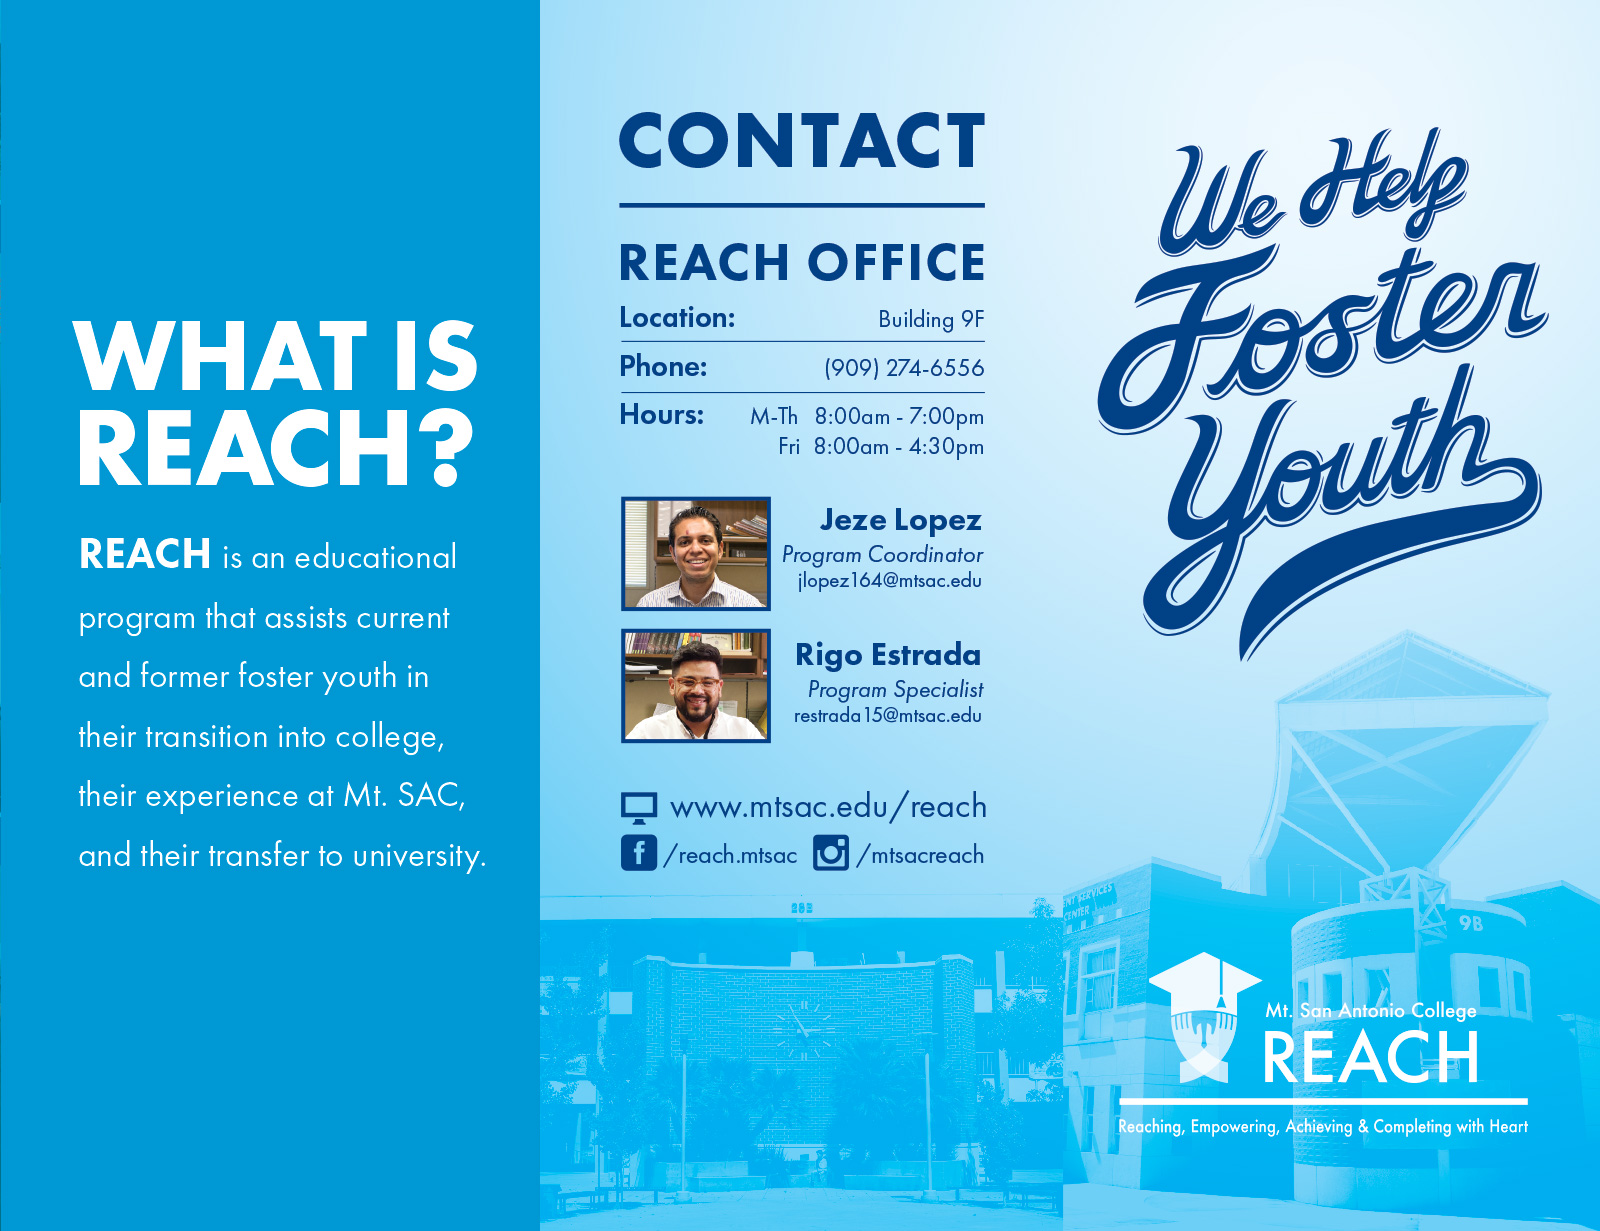 WHAT IS
REACH?
REACH is an educational
program that assists current
and former foster youth in
their transition into college,
their experience at Mt. SAC,
and their transfer to university.
CONTACT
REACH OFFICE
Location: Building 9F
Phone: (909) 274-6556
Hours: M-Th 8:00am - 7:00pm
Fri 8:00am - 4:30pm
Jeze Lopez
Program Coordinator
jlopez164@mtsac.edu
Rigo Estrada
Program Specialist
restrada15@mtsac.edu
www.mtsac.edu/reach
/reach.mtsac /mtsacreach
28B
We Help
Foster
Youth
NT SERVICES
CENTER
9B
Mt. San Antonio College
REACH
Reaching, Empowering, Achieving & Completing with Heart